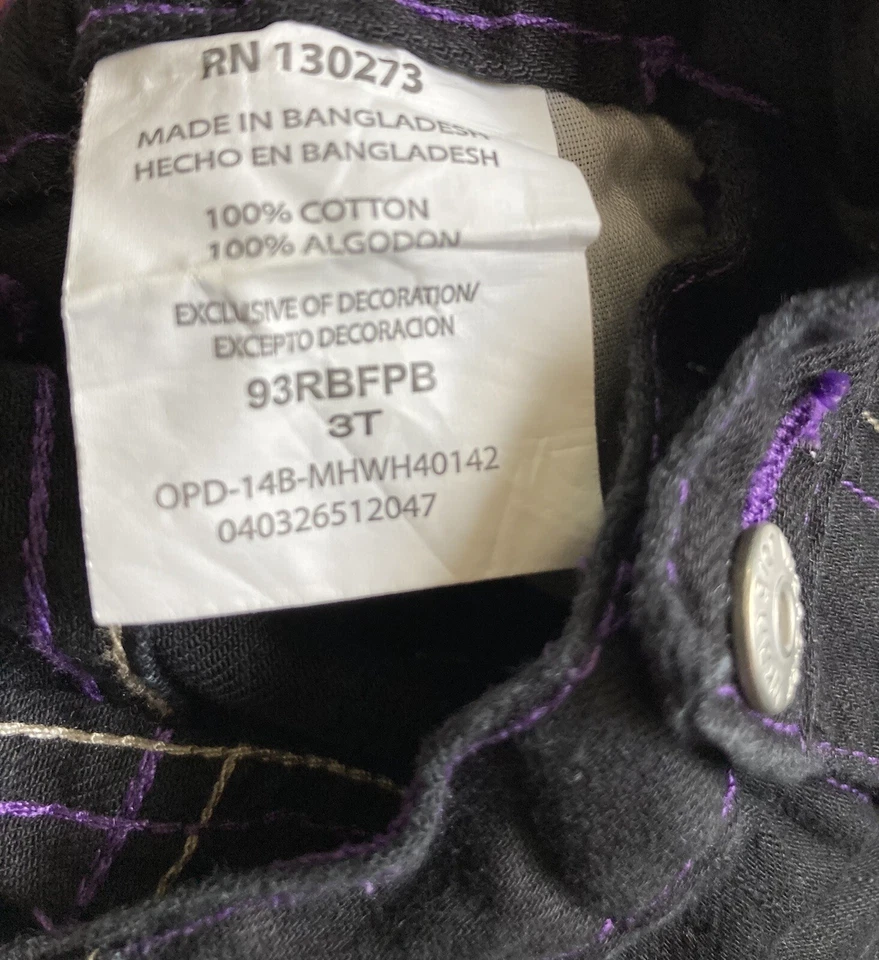 RN 130273
MADE IN BANGLADESH
HECHO EN BANGLADESH
100% COTTON
100% ALGODON
EXCLUSIVE OF DECORATION/
EXCEPTO DECORACION
93RBFPB
3T
OPD-14B-MHWH40142
040326512047